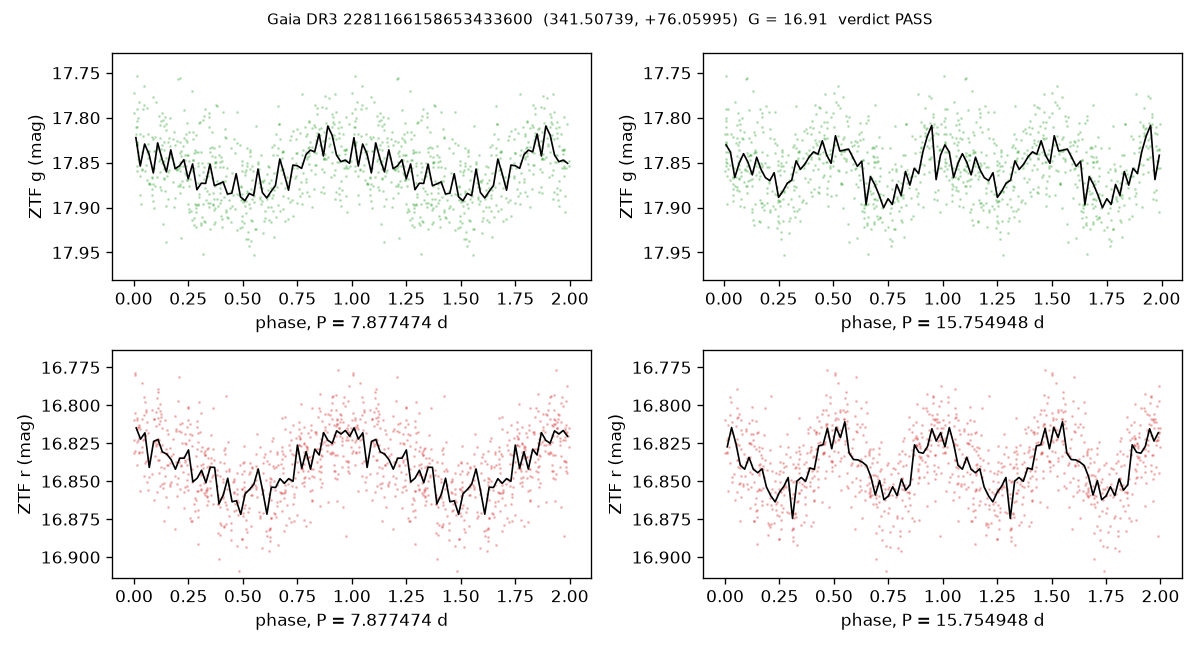 Gaia DR3 2281166158653433600 (341.50739, +76.05995) G = 16.91 verdict PASS
17.75
17.80
17.85
17.90
17.95
ZTF g (mag)
0.00 0.25 0.50 0.75 1.00 1.25 1.50 1.75 2.00
phase, P = 7.877474 d
17.75
17.80
17.85
17.90
17.95
ZTF g (mag)
0.00 0.25 0.50 0.75 1.00 1.25 1.50 1.75 2.00
phase, P = 15.754948 d
16.775
16.800
16.825
16.850
16.875
16.900
ZTF r (mag)
0.00 0.25 0.50 0.75 1.00 1.25 1.50 1.75 2.00
phase, P = 7.877474 d
16.775
16.800
16.825
16.850
16.875
16.900
ZTF r (mag)
0.00 0.25 0.50 0.75 1.00 1.25 1.50 1.75 2.00
phase, P = 15.754948 d